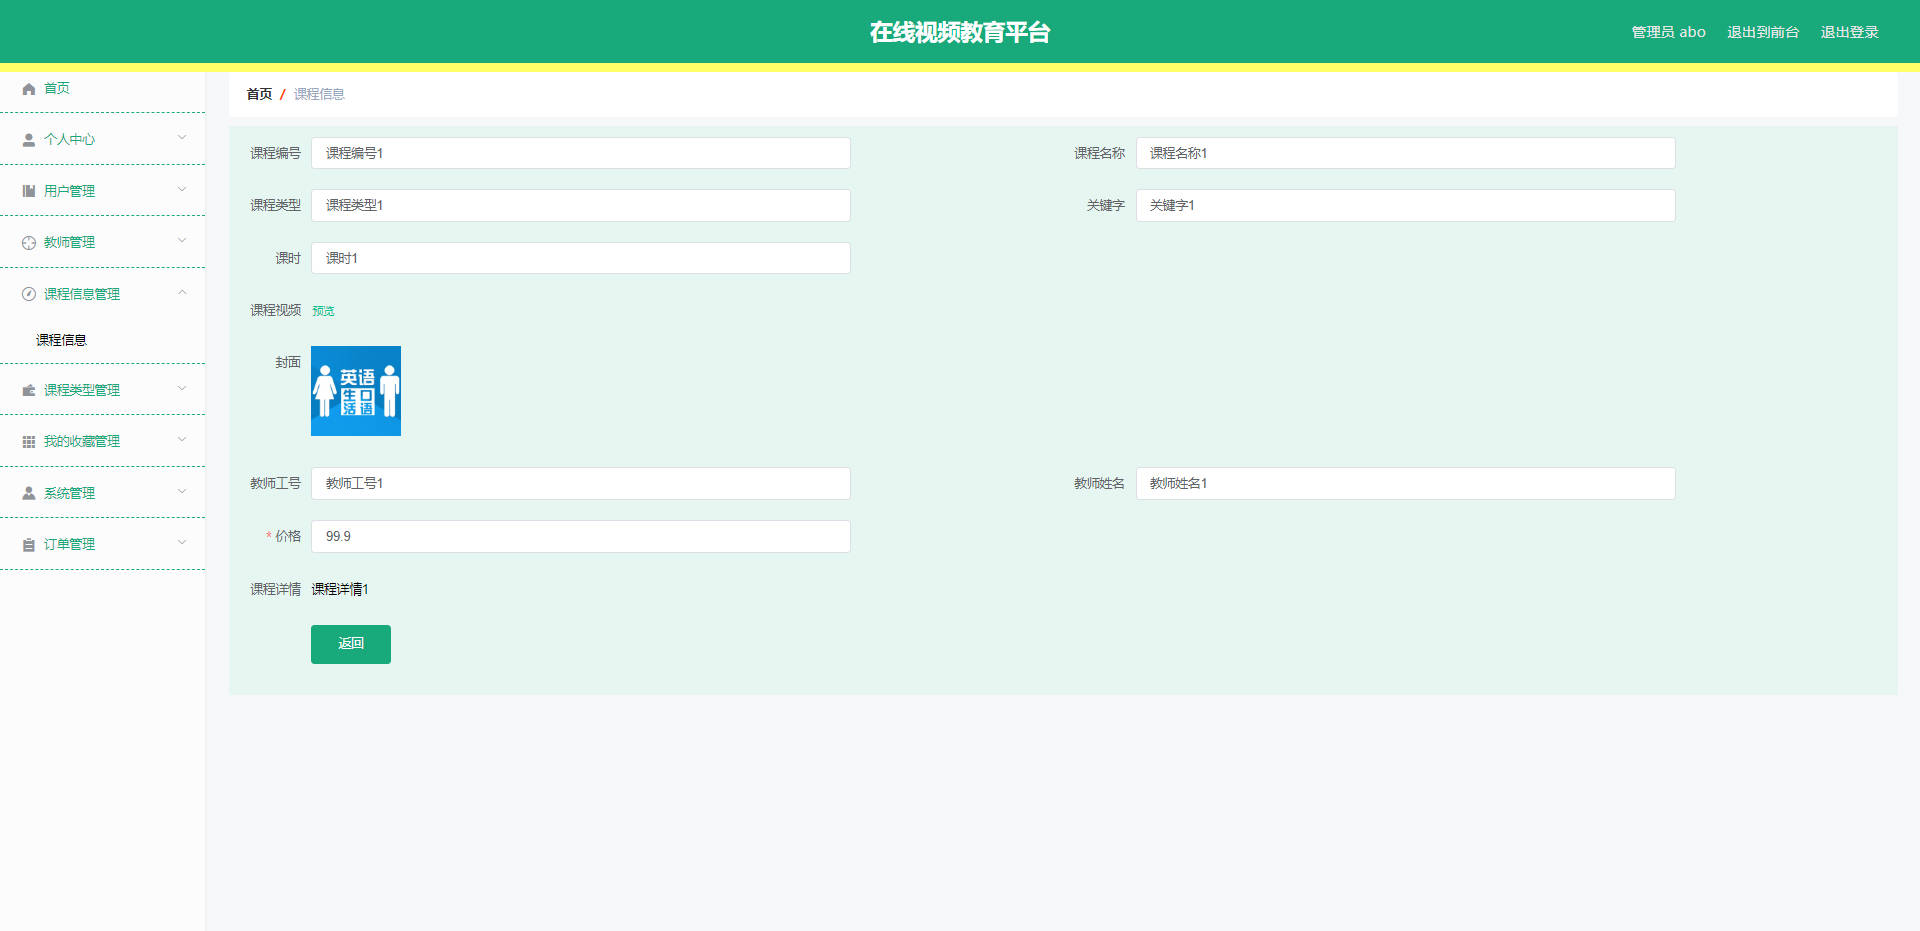 在线视频教育平台
管理员 abo 退出到前台 退出登录
首页
个人中心
用户管理
教师管理
课程信息管理
课程信息
课程类型管理
我的收藏管理
系统管理
订单管理
首页 / 课程信息
课程编号 课程编号1 课程名称 课程名称1
课程类型 课程类型1 关键字 关键字1
课时 课时1
课程视频 预览
封面
英语
生口
活语
教师工号 教师工号1 教师姓名 教师姓名1
* 价格 99.9
课程详情 课程详情1
返回